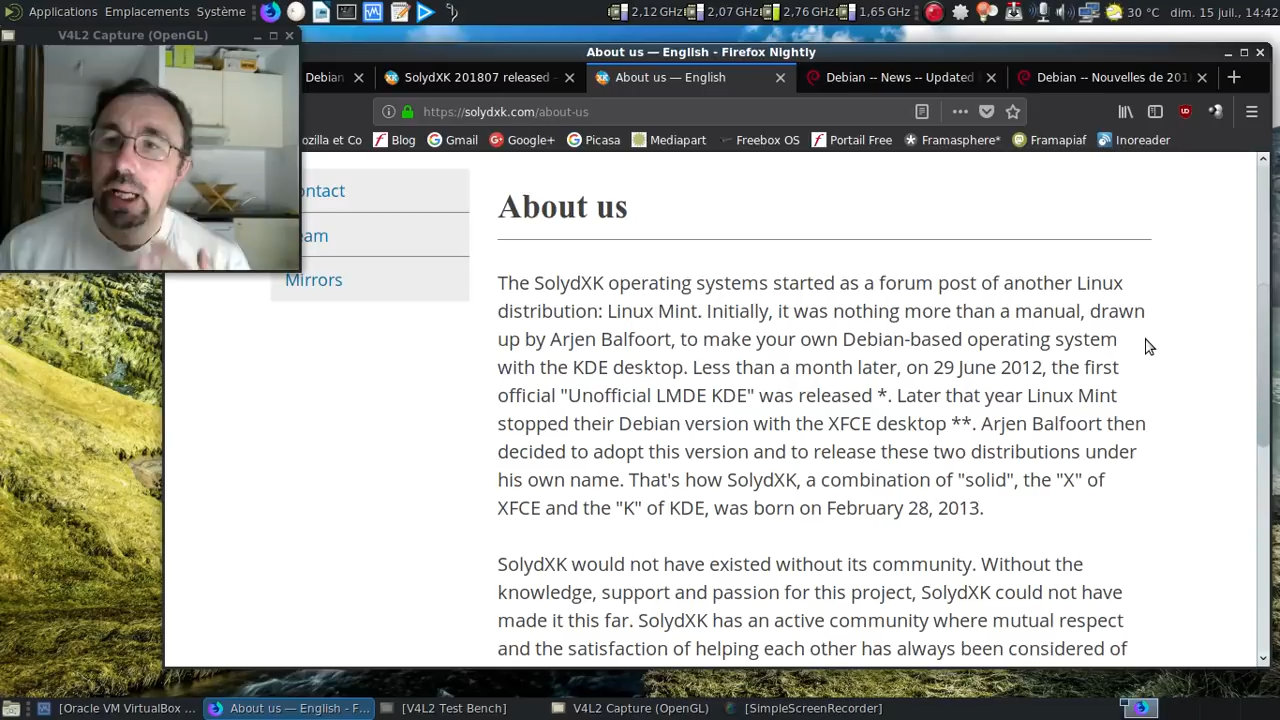 Applications Emplacements Système
2,12 GHz 2,07 GHz 2,76 GHz 1,65 GHz 30 °C dim. 15 juil., 14:42
V4L2 Capture (OpenGL)
About us — English - Firefox Nightly
Debian
SolydXK 201807 released -
About us — English
Debian -- News -- Updated
Debian -- Nouvelles de 201
https://solydxk.com/about-us
ozilla et Co Blog Gmail Google+ Picasa Mediapart Freebox OS Portail Free Framasphere* Framapiaf Inoreader
ontact
eam
Mirrors
About us
The SolydXK operating systems started as a forum post of another Linux
distribution: Linux Mint. Initially, it was nothing more than a manual, drawn
up by Arjen Balfoort, to make your own Debian-based operating system
with the KDE desktop. Less than a month later, on 29 June 2012, the first
official "Unofficial LMDE KDE" was released *. Later that year Linux Mint
stopped their Debian version with the XFCE desktop **. Arjen Balfoort then
decided to adopt this version and to release these two distributions under
his own name. That's how SolydXK, a combination of "solid", the "X" of
XFCE and the "K" of KDE, was born on February 28, 2013.
SolydXK would not have existed without its community. Without the
knowledge, support and passion for this project, SolydXK could not have
made it this far. SolydXK has an active community where mutual respect
and the satisfaction of helping each other has always been considered of
[Oracle VM VirtualBox ... About us — English - F... [V4L2 Test Bench] V4L2 Capture (OpenGL) [SimpleScreenRecorder]